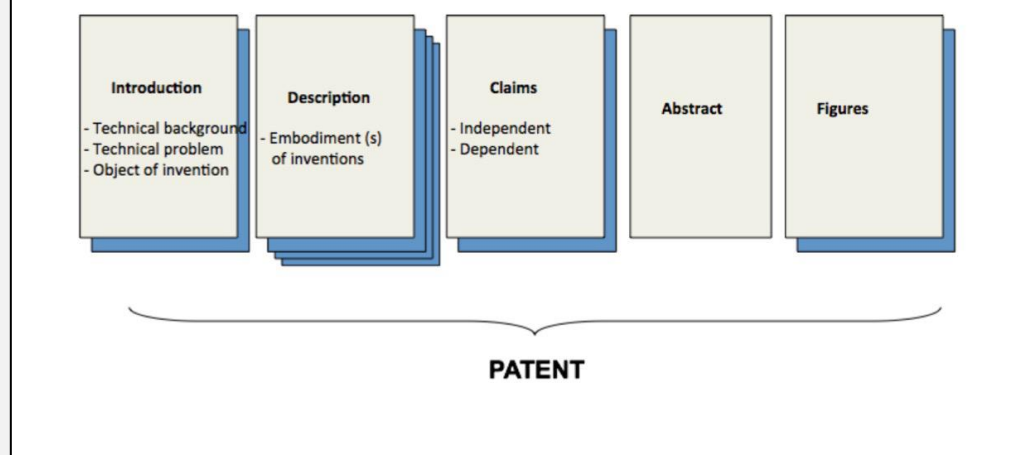 Introduction
- Technical background
- Technical problem
- Object of invention
Description
- Embodiment (s)
of inventions
Claims
- Independent
- Dependent
Abstract
Figures
PATENT